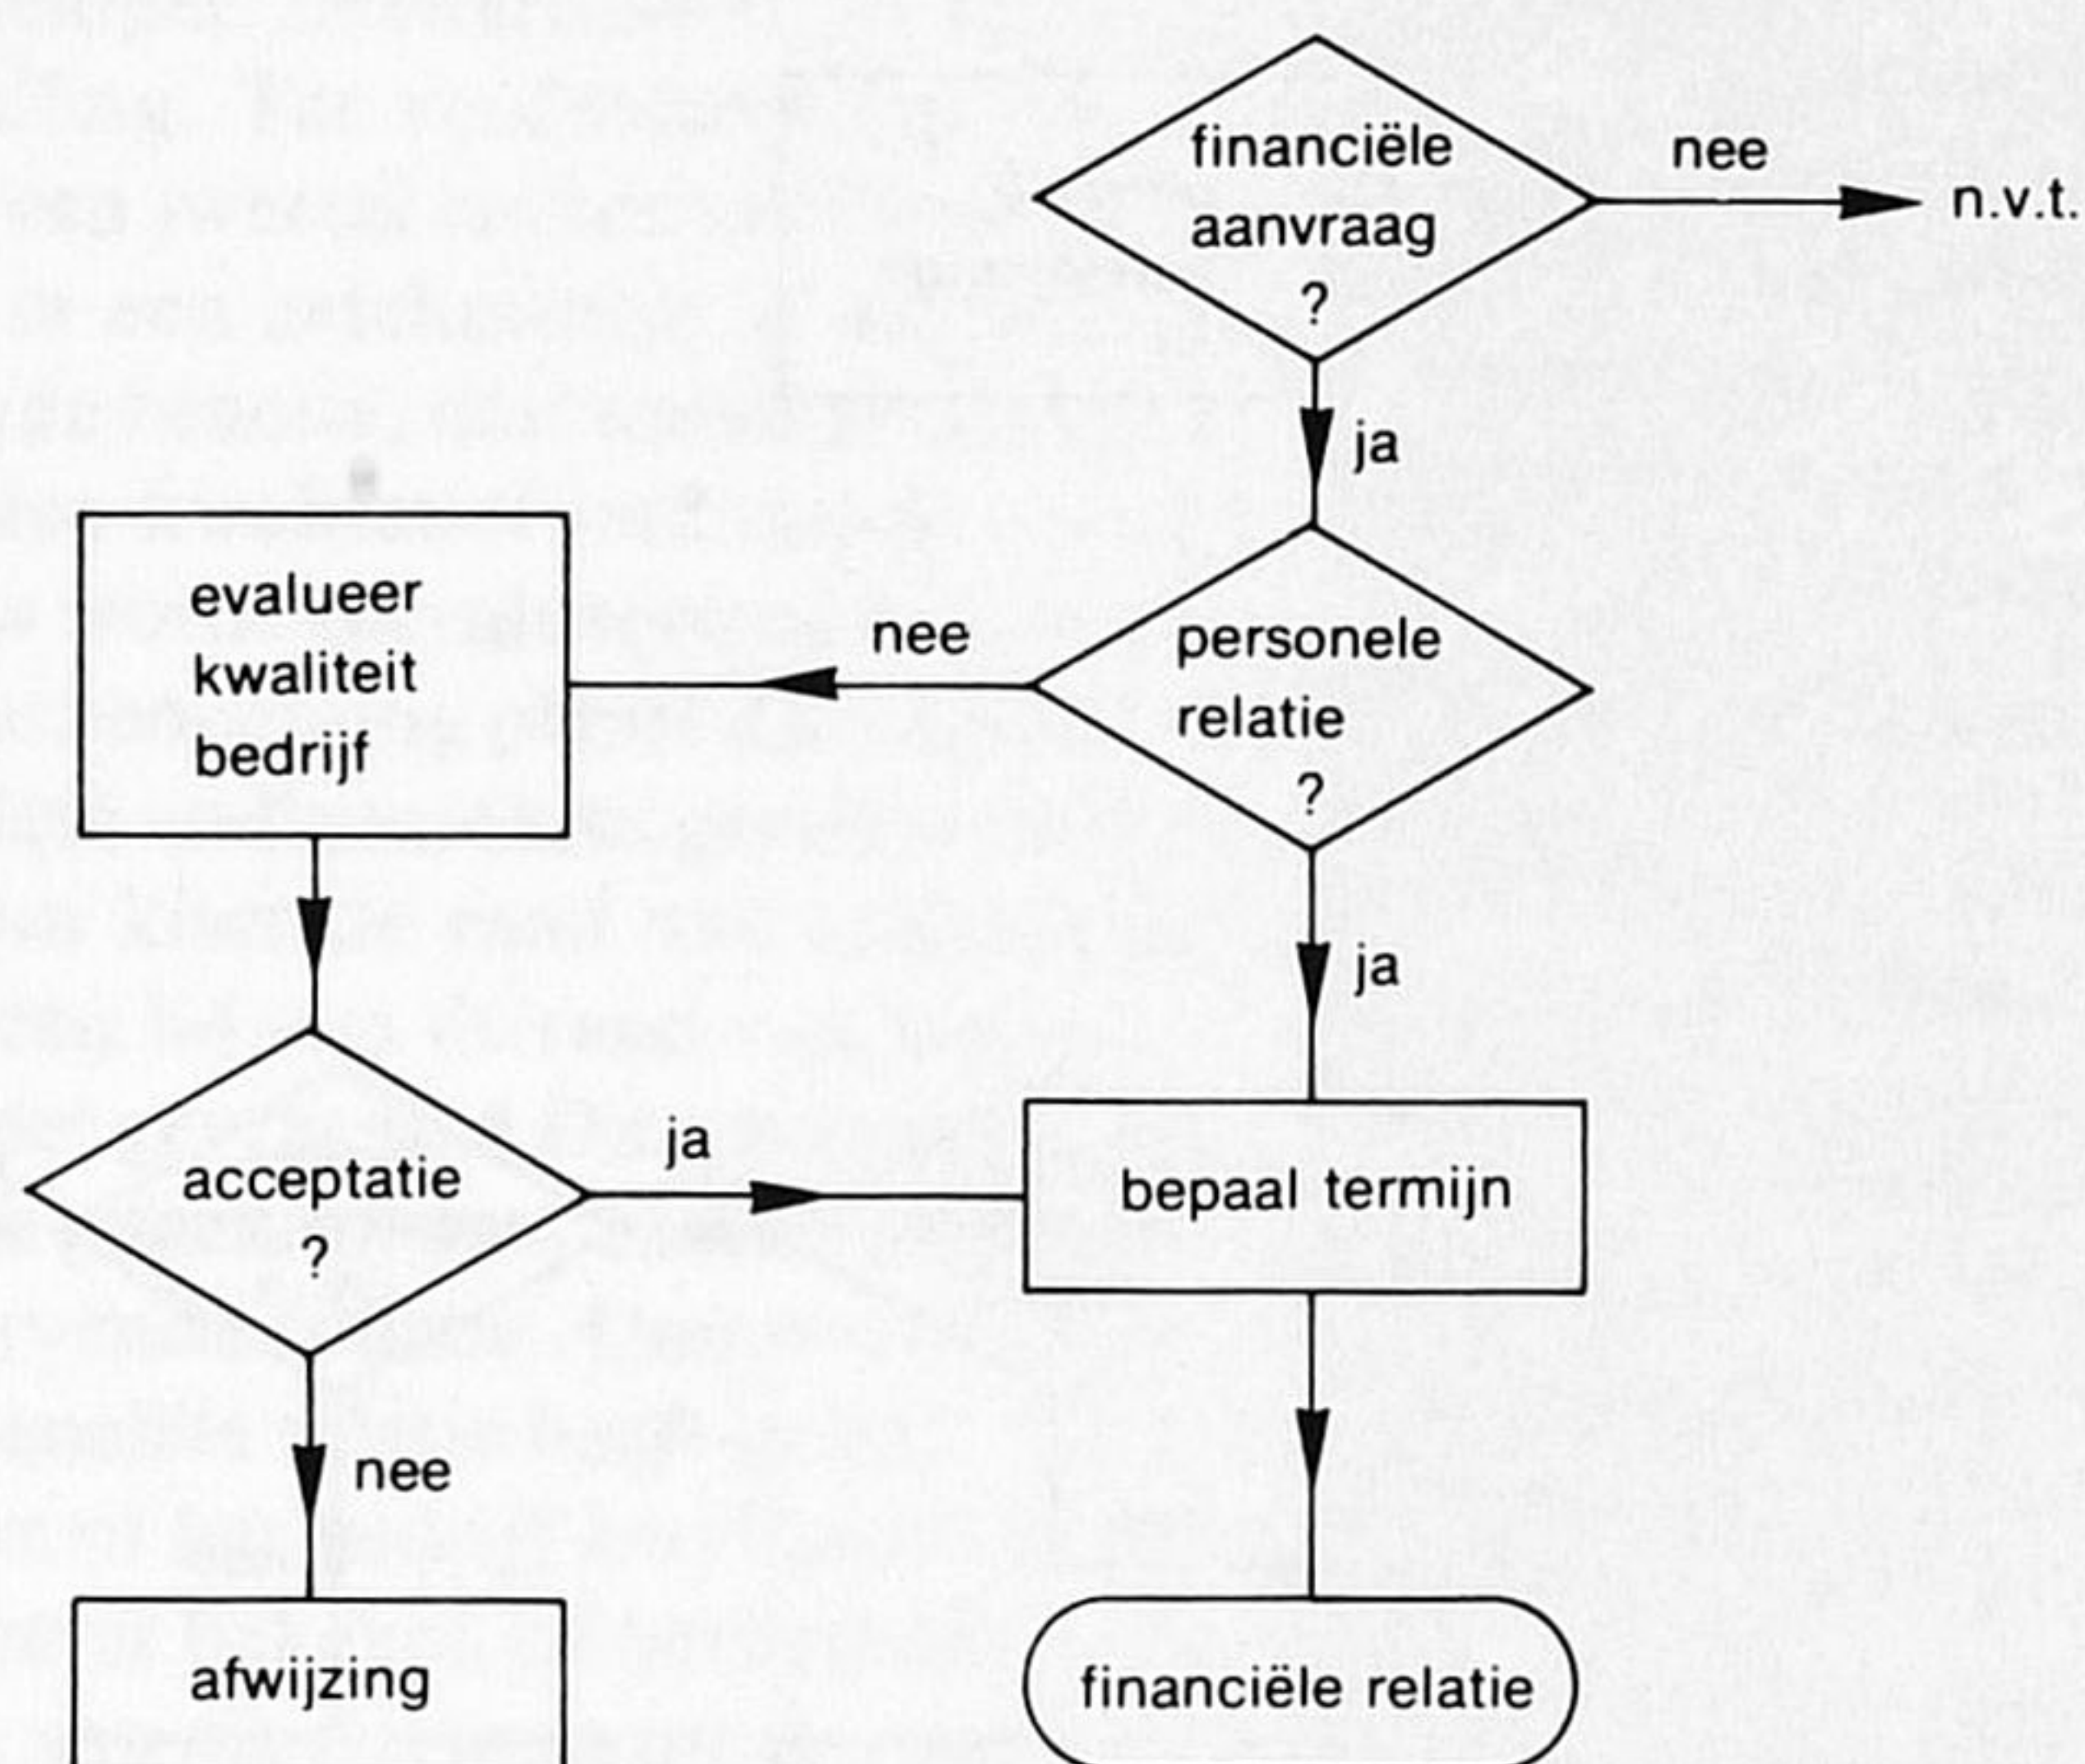 financiële
aanvraag
?
nee
n.v.t.
ja
personele
relatie
?
nee
evalueer
kwaliteit
bedrijf
ja
acceptatie
?
ja
bepaal termijn
nee
afwijzing
financiële relatie